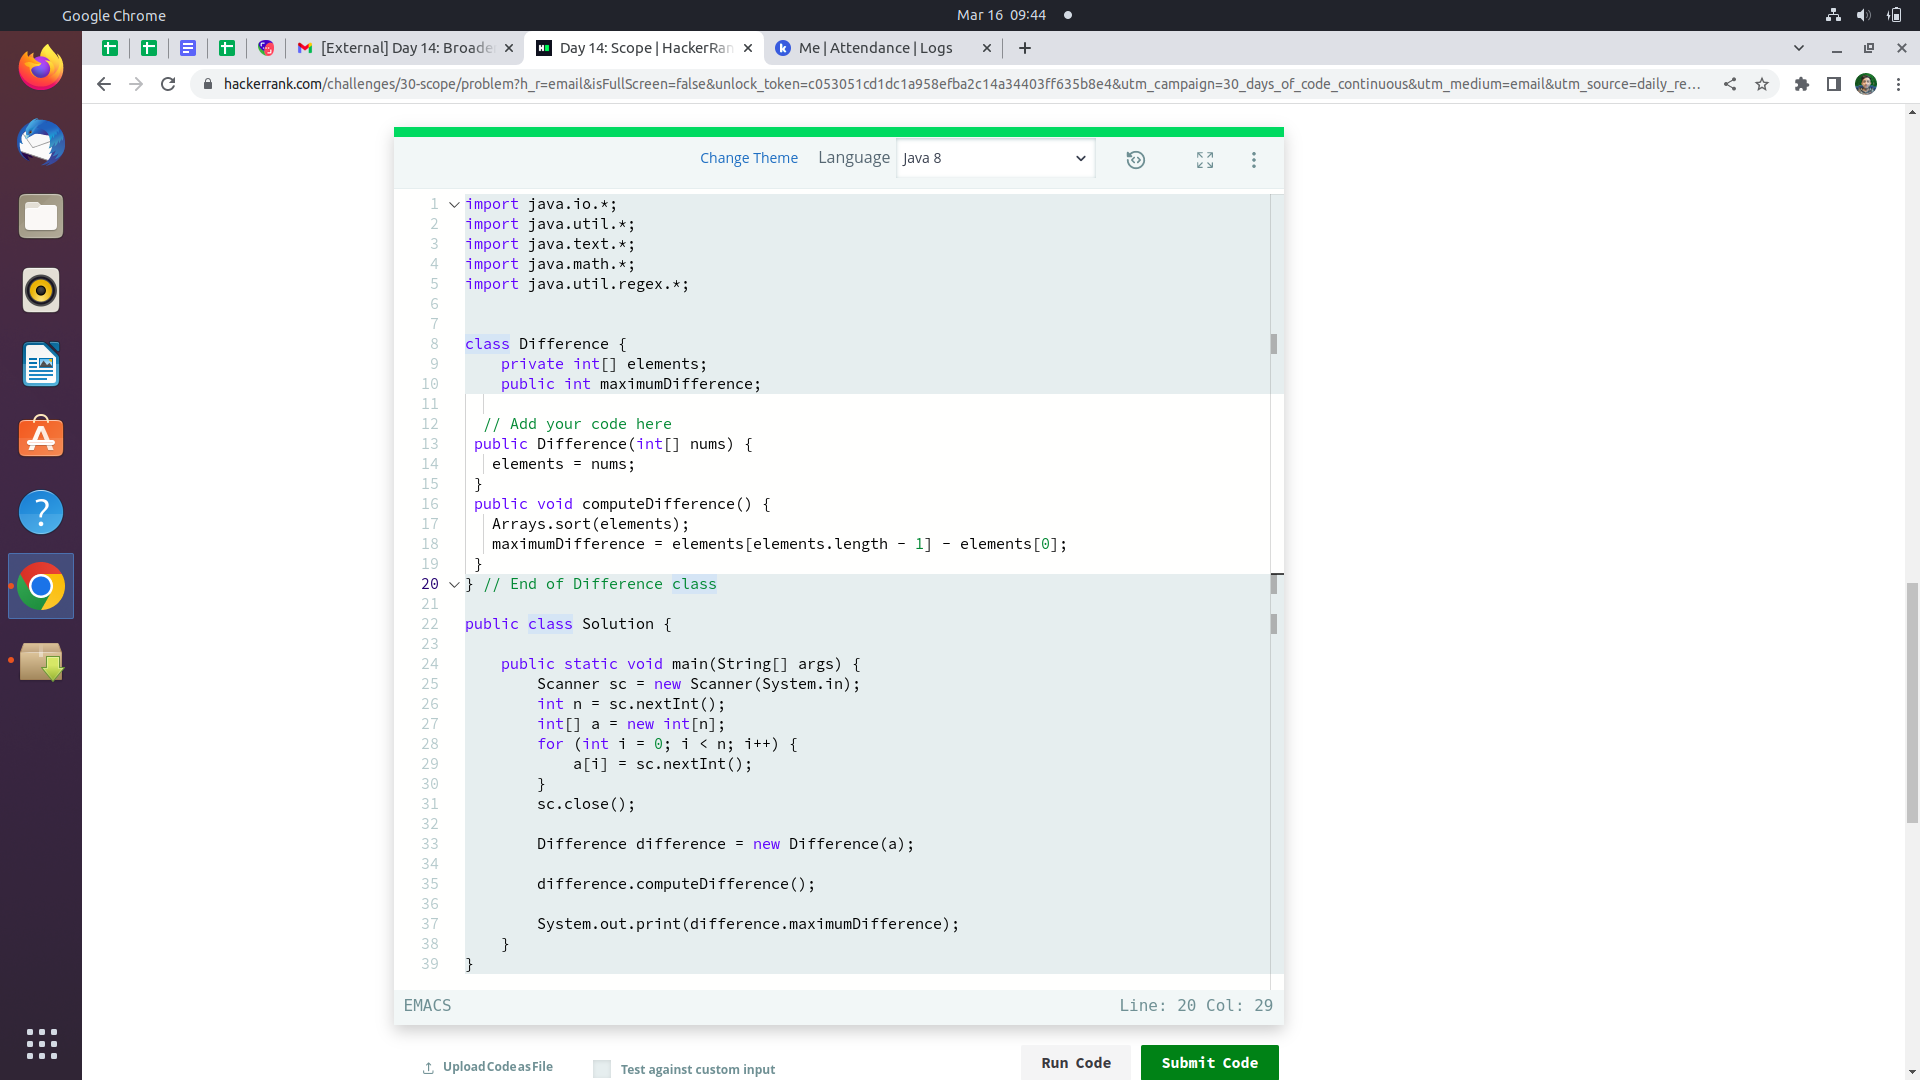 Google Chrome
Mar 16 09:44
[External] Day 14: Broade
Day 14: Scope | HackerRan
Me | Attendance | Logs
hackerrank.com/challenges/30-scope/problem?h_r=email&isFullScreen=false&unlock_token=c053051cd1dc1a958efba2c14a34403ff635b8e4&utm_campaign=30_days_of_code_continuous&utm_medium=email&utm_source=daily_re...
Change Theme Language Java 8
1 import java.io.*;
2 import java.util.*;
3 import java.text.*;
4 import java.math.*;
5 import java.util.regex.*;
6
7
8 class Difference {
9 private int[] elements;
10 public int maximumDifference;
11
12 // Add your code here
13 public Difference(int[] nums) {
14 elements = nums;
15 }
16 public void computeDifference() {
17 Arrays.sort(elements);
18 maximumDifference = elements[elements.length - 1] - elements[0];
19 }
20 } // End of Difference class
21
22 public class Solution {
23
24 public static void main(String[] args) {
25 Scanner sc = new Scanner(System.in);
26 int n = sc.nextInt();
27 int[] a = new int[n];
28 for (int i = 0; i < n; i++) {
29 a[i] = sc.nextInt();
30 }
31 sc.close();
32
33 Difference difference = new Difference(a);
34
35 difference.computeDifference();
36
37 System.out.print(difference.maximumDifference);
38 }
39 }
EMACS Line: 20 Col: 29
Upload Code as File Test against custom input Run Code Submit Code